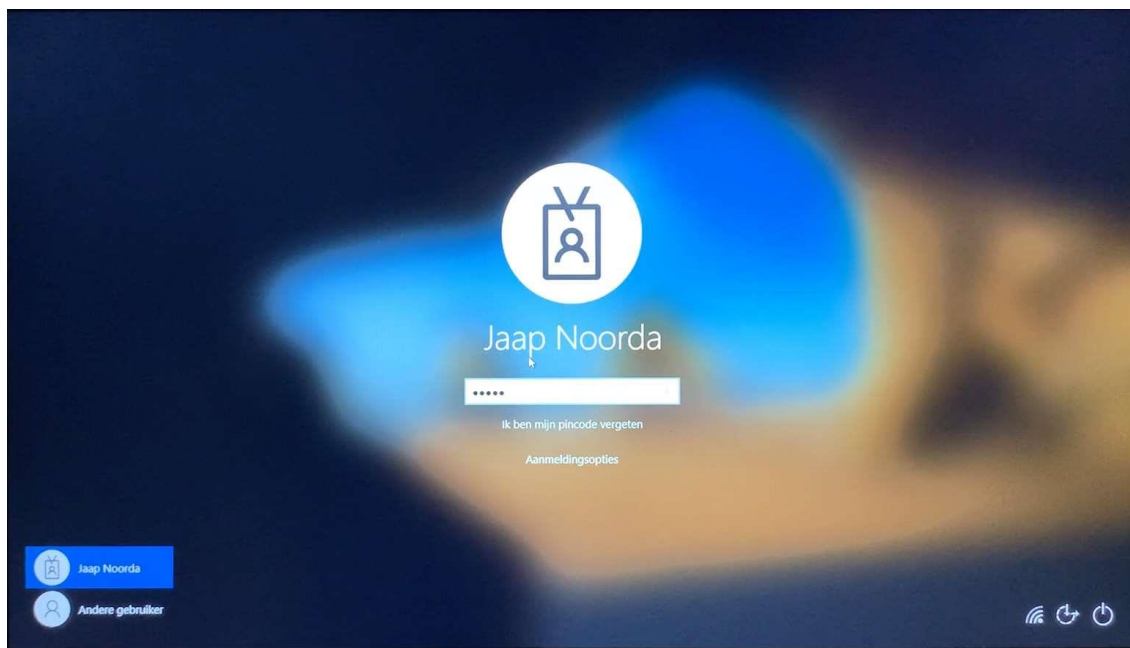 Jaap Noorda
•••••
Ik ben mijn pincode vergeten
Aanmeldingsopties
Jaap Noorda
Andere gebruiker